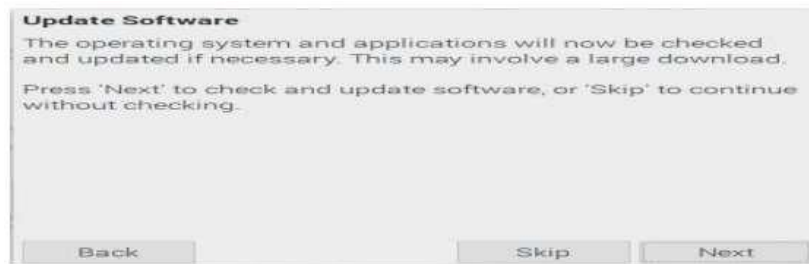 Update Software
The operating system and applications will now be checked
and updated if necessary. This may involve a large download.
Press 'Next' to check and update software, or 'Skip' to continue
without checking.
Back
Skip
Next